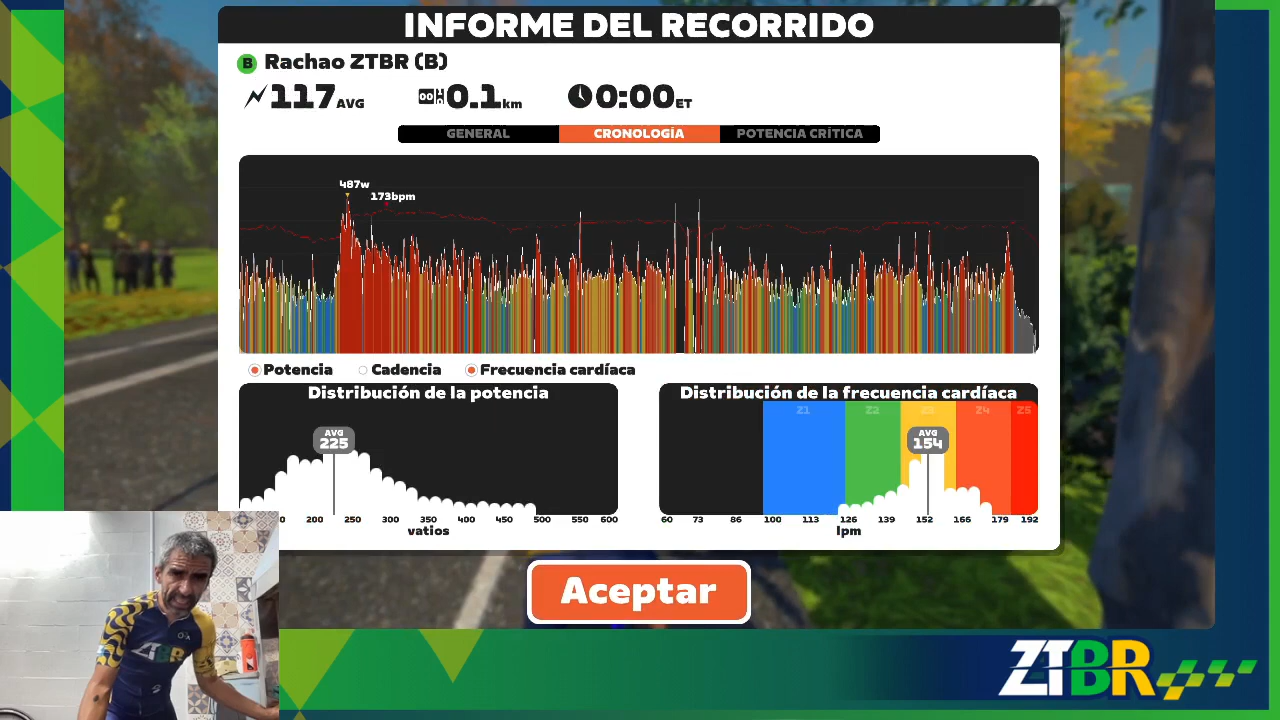 INFORME DEL RECORRIDO
B Rachao ZTBR (B)
117 AVG 0.1 km 0:00 ET
GENERAL CRONOLOGÍA POTENCIA CRÍTICA
487w
173bpm
Potencia Cadencia Frecuencia cardíaca
Distribución de la potencia
AVG
225
200 250 300 350 400 450 500 550 600
vatios
Distribución de la frecuencia cardíaca
Z1 Z2 Z3 Z4 Z5
AVG
154
60 73 86 100 113 126 139 152 166 179 192
lpm
Aceptar
ZTBR
ZTBR